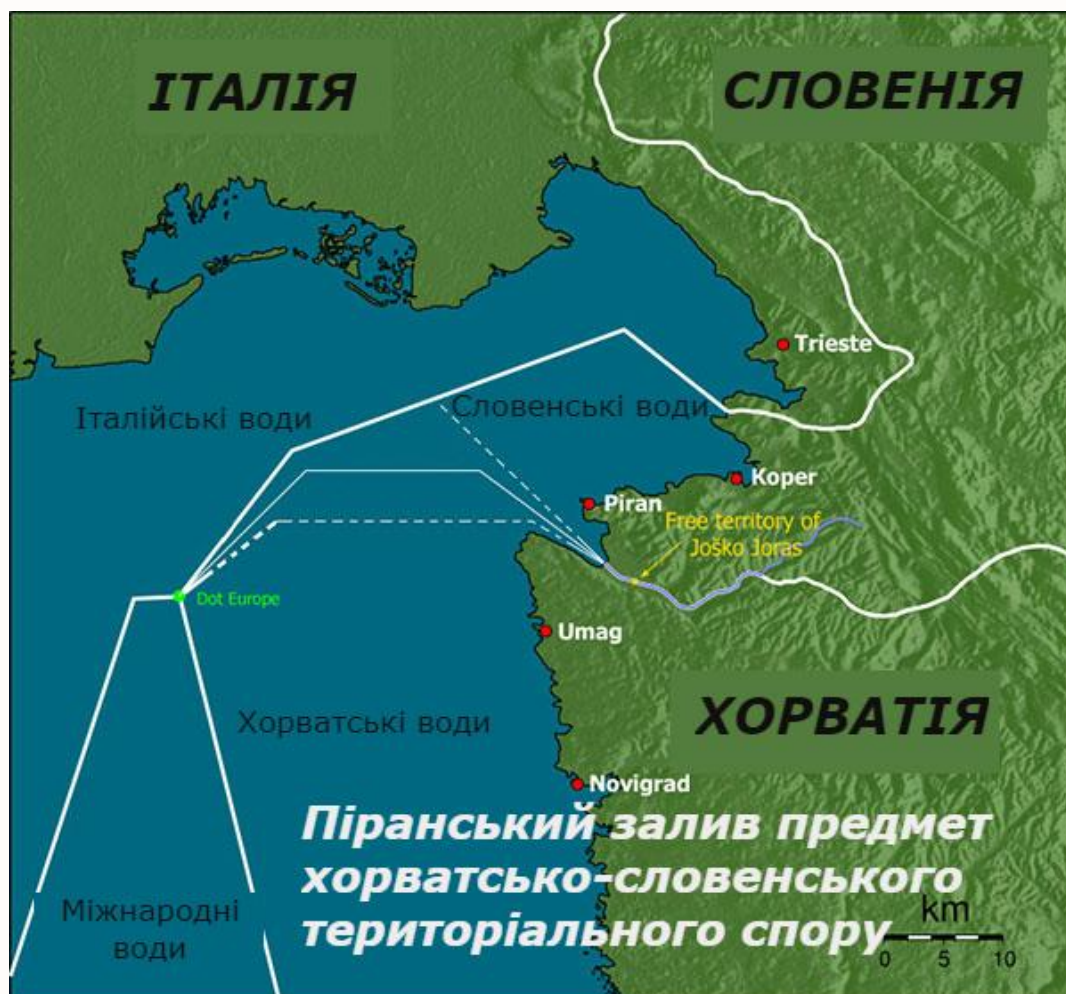 ІТАЛІЯ
СЛОВЕНІЯ
Trieste
Італійські води
Словенські води
Koper
Piran
Free territory of
Joško Joras
Dot Europe
Umag
Хорватські води
ХОРВАТІЯ
Novigrad
Піранський залив предмет
хорватсько-словенського
територіального спору
Міжнародні
води
km
0 5 10